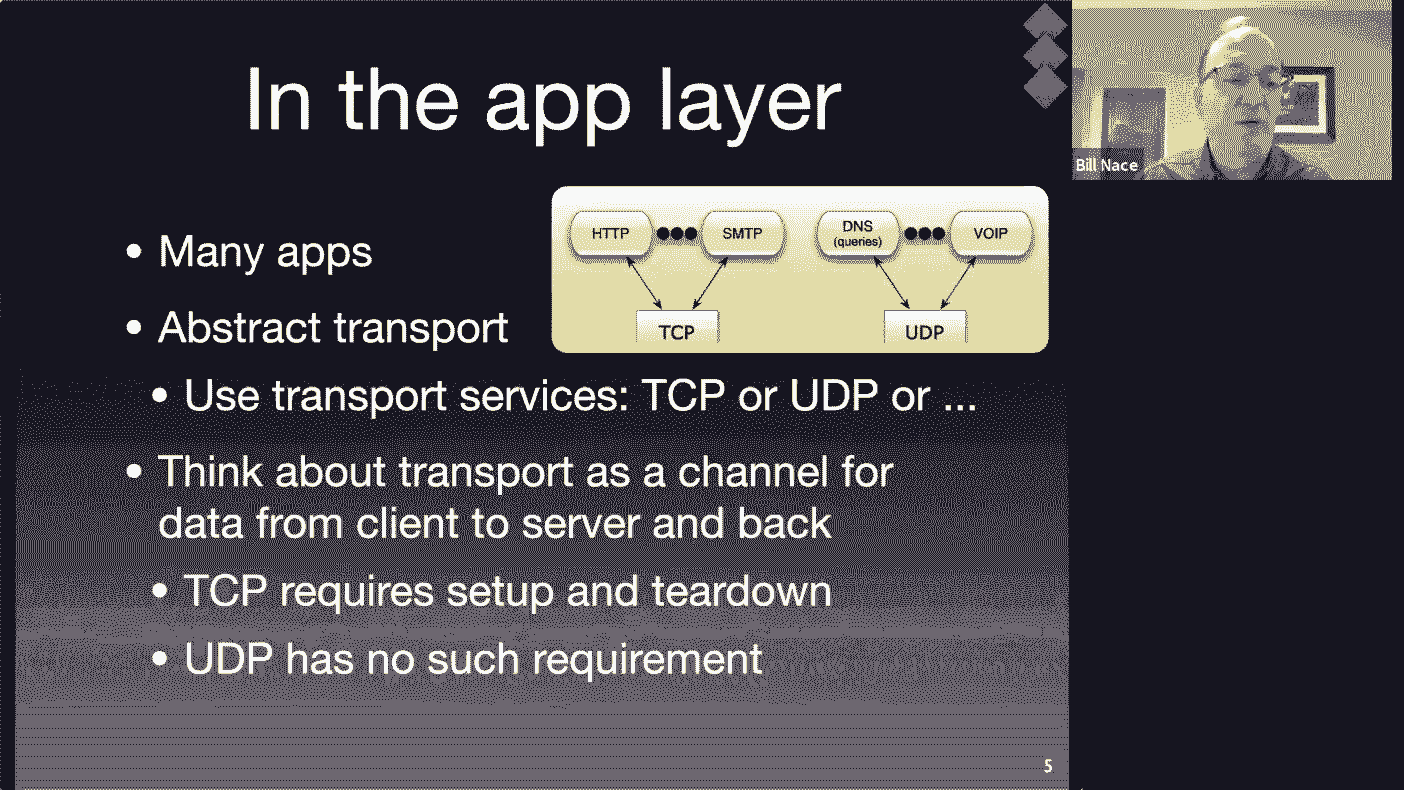 In the app layer
Bill Nace
• Many apps
• Abstract transport
HTTP
SMTP
DNS
(queries)
VOIP
TCP
UDP
• Use transport services: TCP or UDP or ...
• Think about transport as a channel for
data from client to server and back
• TCP requires setup and teardown
• UDP has no such requirement
5